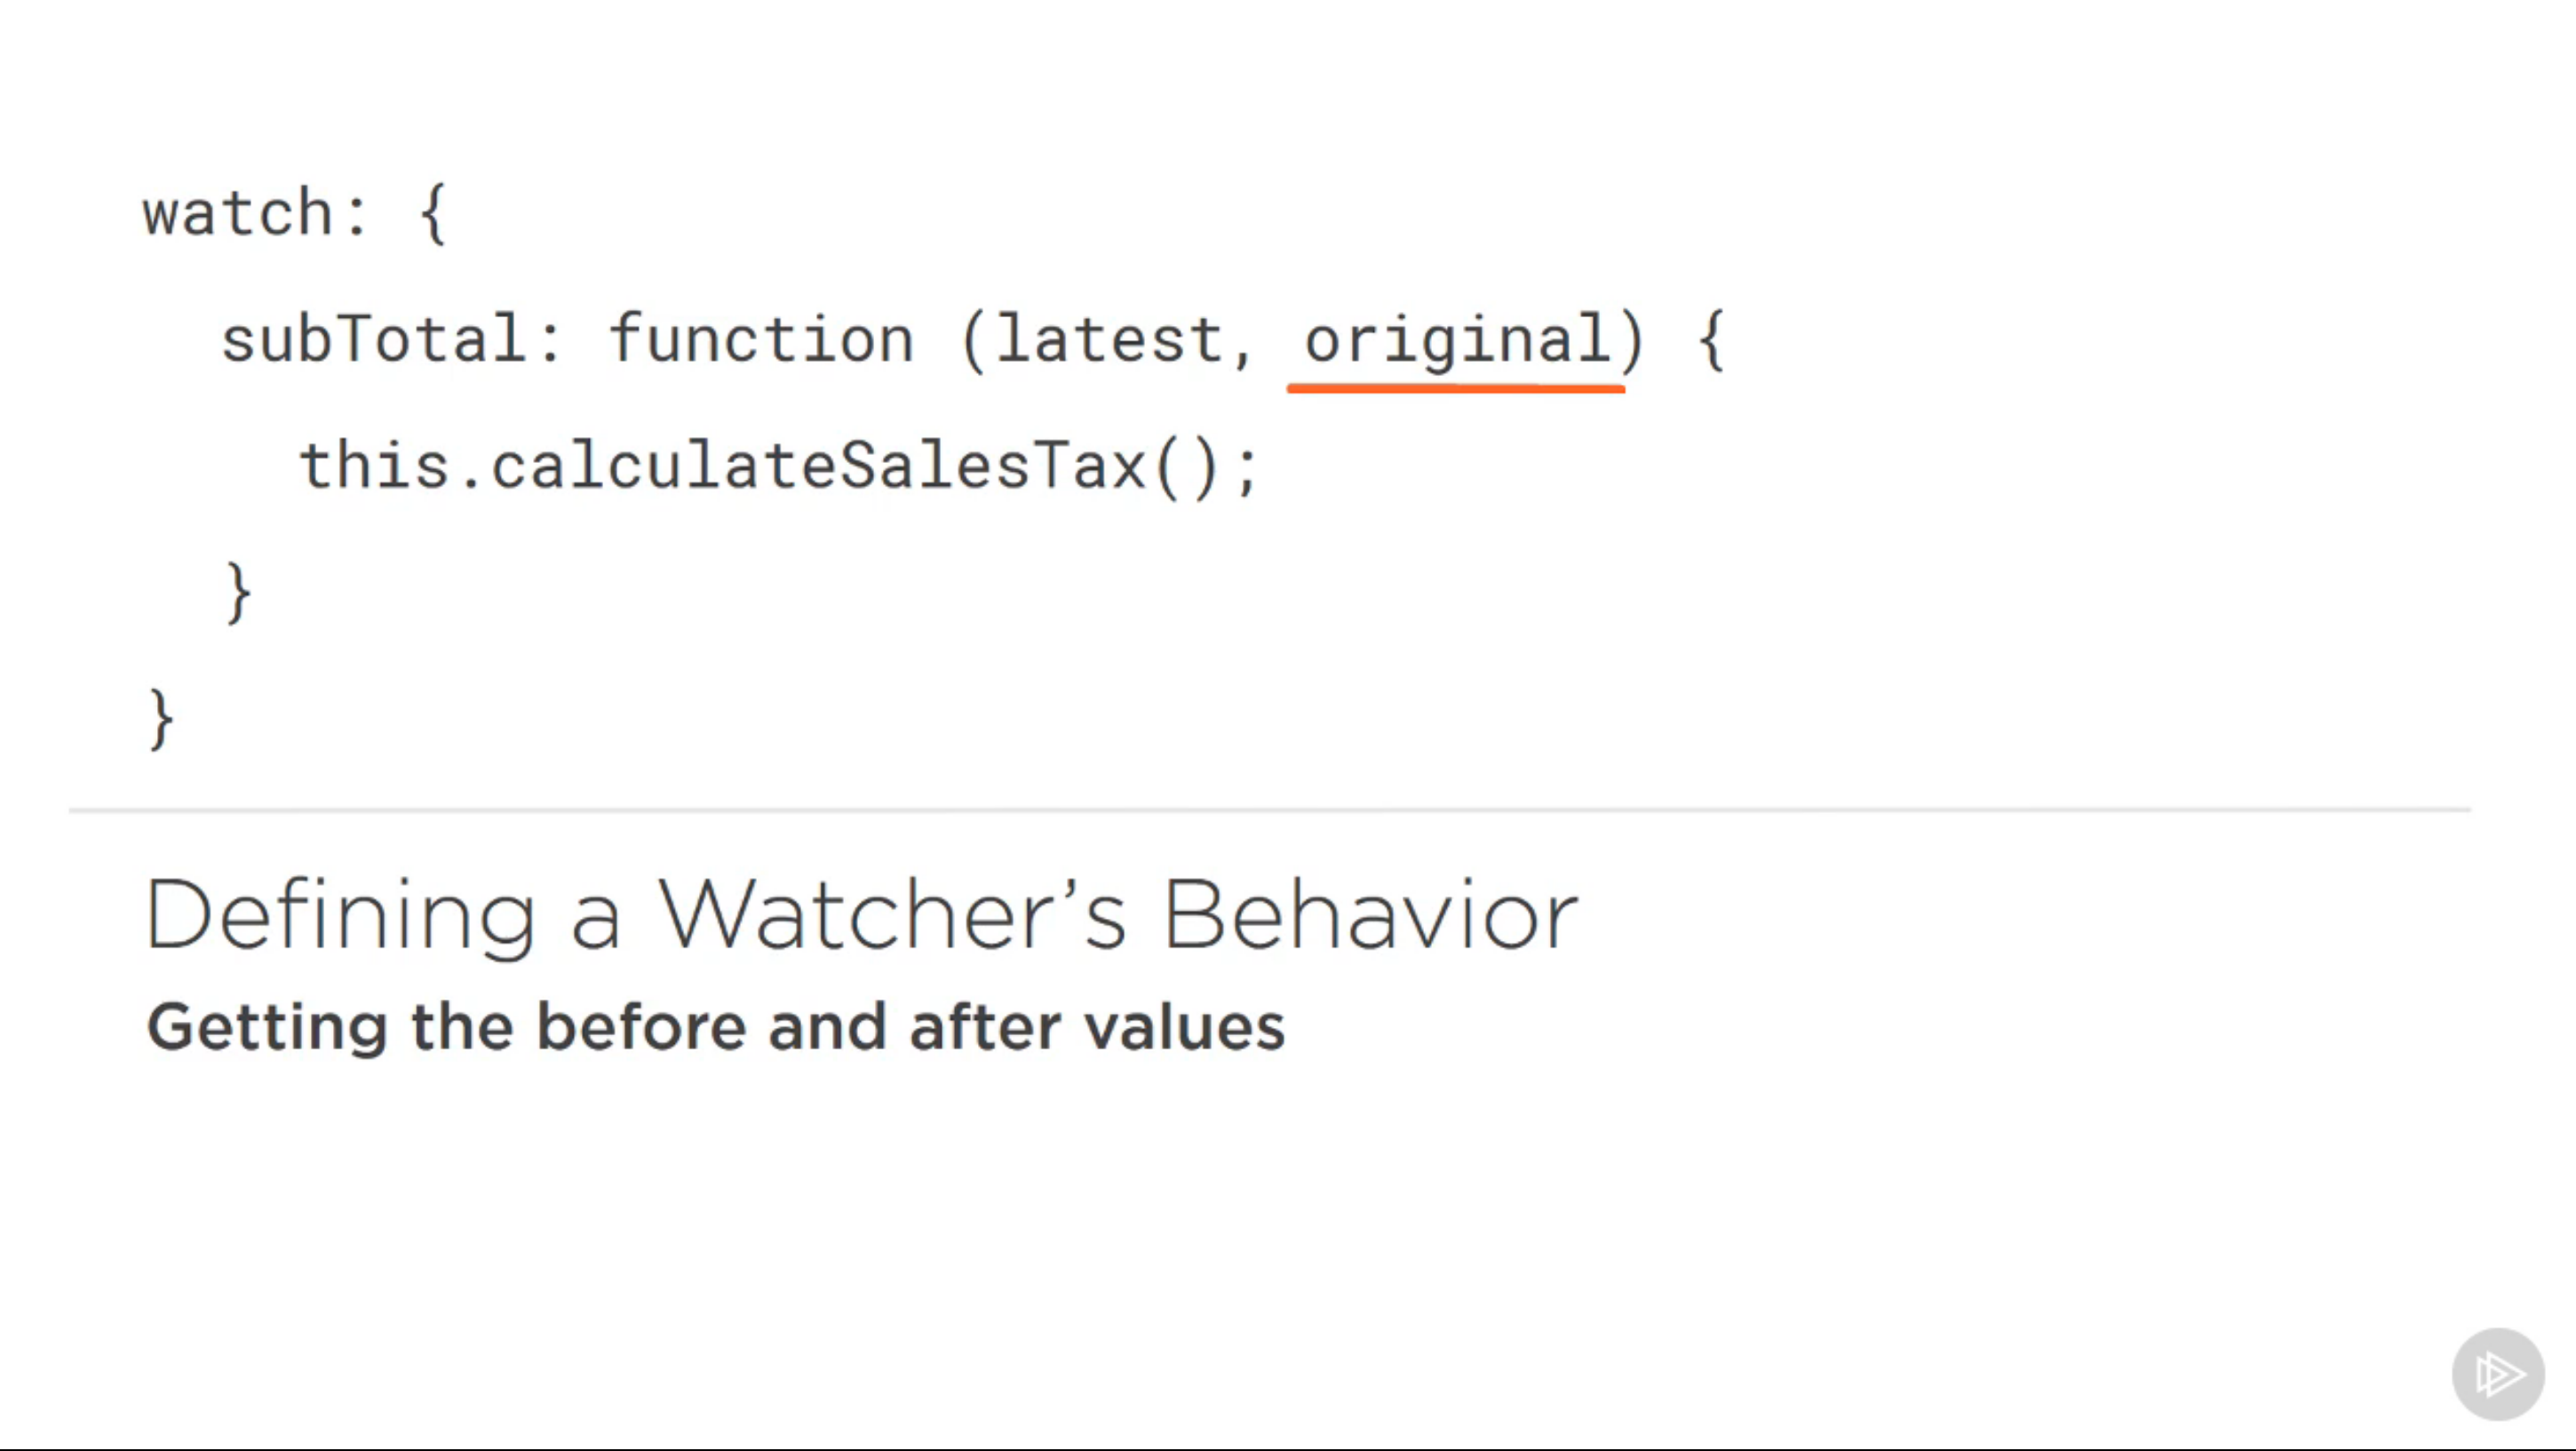 watch: {
subTotal: function (latest, original) {
this.calculateSalesTax();
}
}
Defining a Watcher’s Behavior
Getting the before and after values